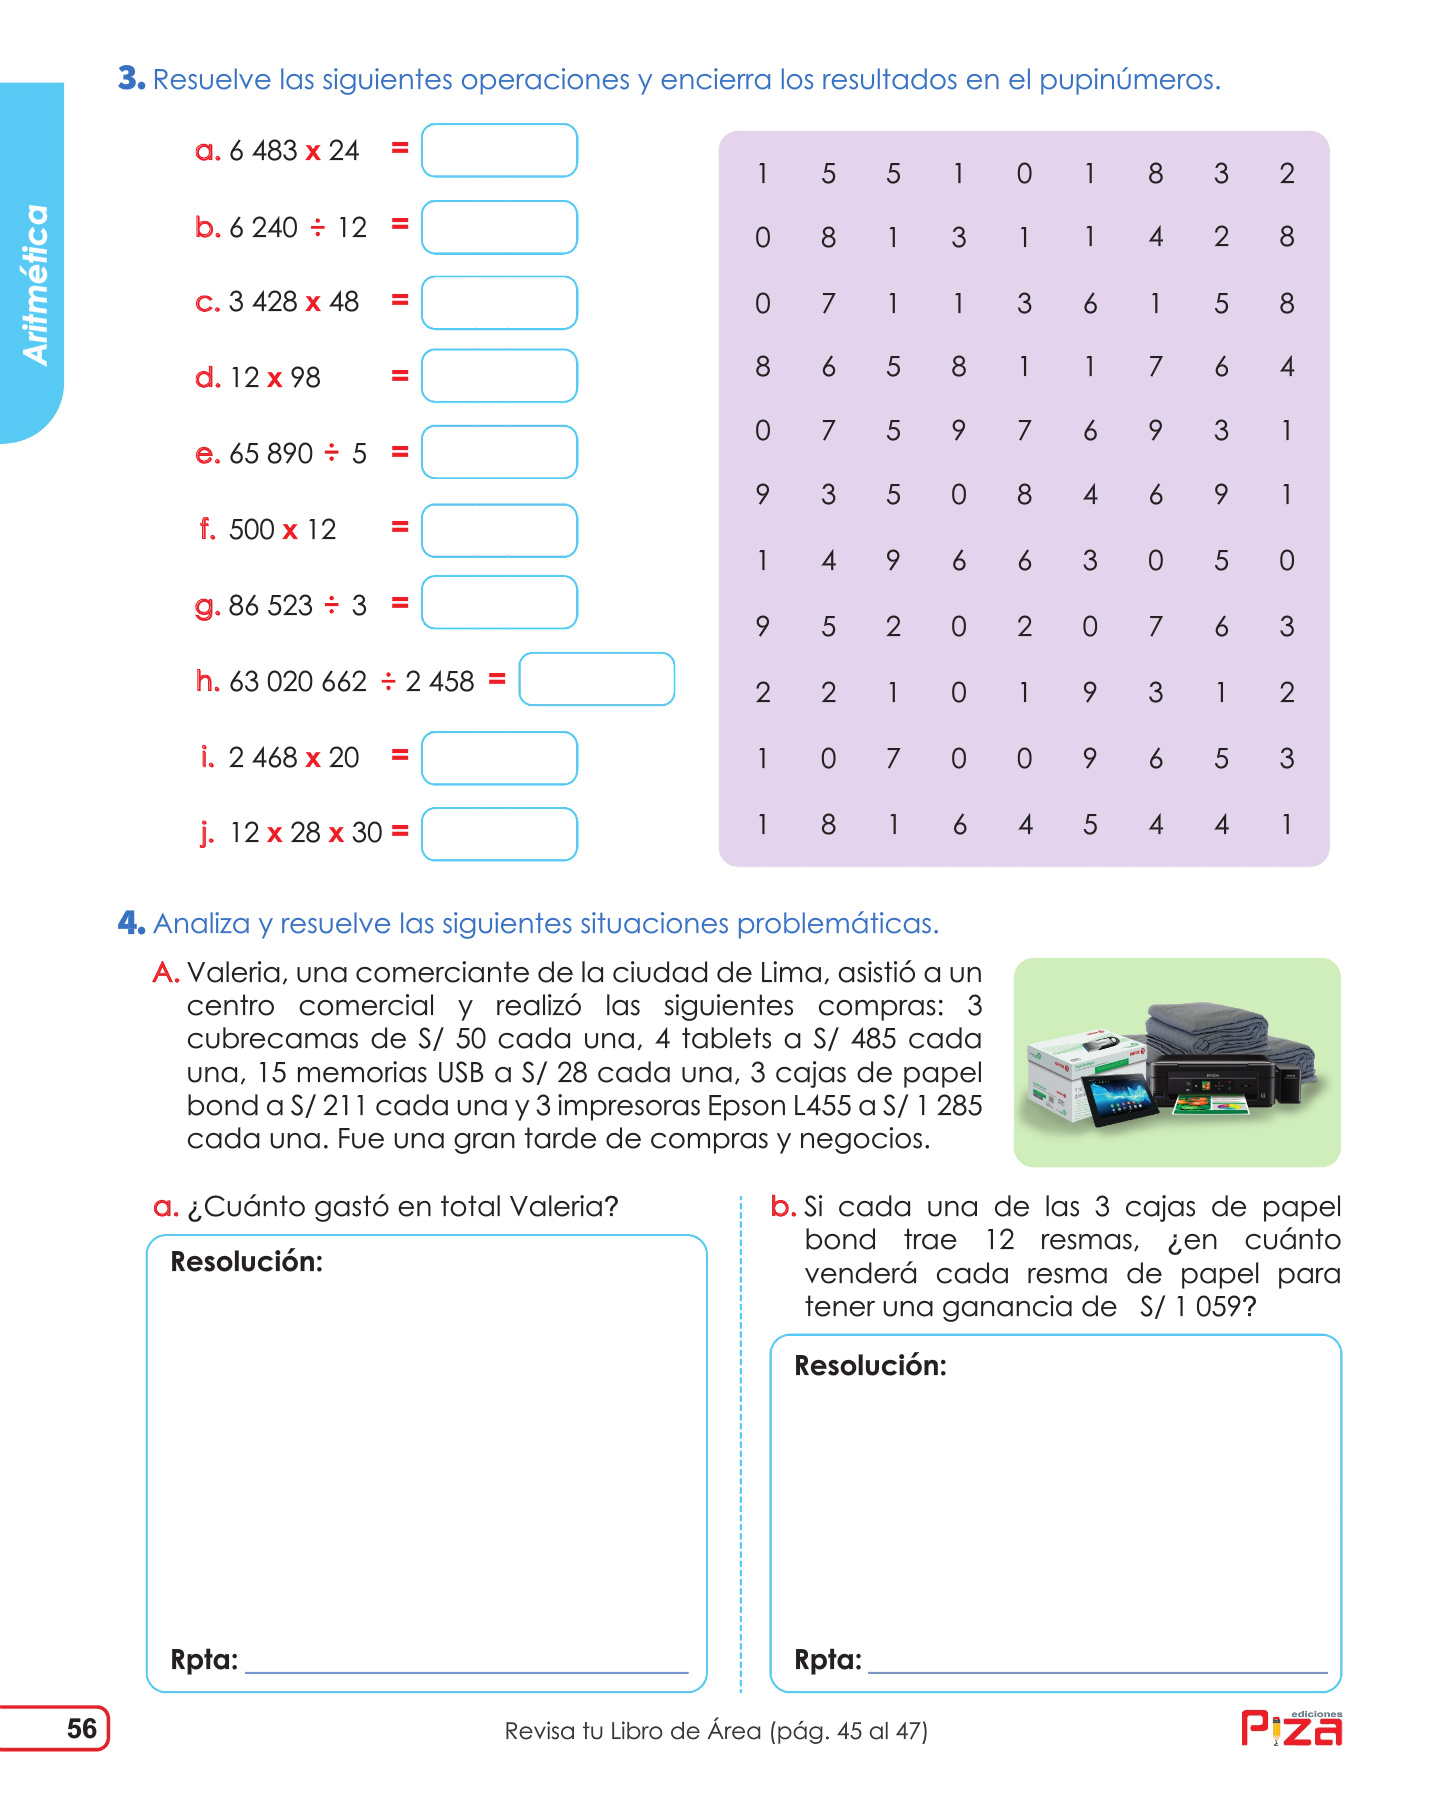 3. Resuelve las siguientes operaciones y encierra los resultados en el pupinúmeros.
Aritmética
a. 6 483 x 24 =
b. 6 240 ÷ 12 =
c. 3 428 x 48 =
d. 12 x 98 =
e. 65 890 ÷ 5 =
f. 500 x 12 =
g. 86 523 ÷ 3 =
h. 63 020 662 ÷ 2 458 =
i. 2 468 x 20 =
j. 12 x 28 x 30 =
1 5 5 1 0 1 8 3 2
0 8 1 3 1 1 4 2 8
0 7 1 1 3 6 1 5 8
8 6 5 8 1 1 7 6 4
0 7 5 9 7 6 9 3 1
9 3 5 0 8 4 6 9 1
1 4 9 6 6 3 0 5 0
9 5 2 0 2 0 7 6 3
2 2 1 0 1 9 3 1 2
1 0 7 0 0 9 6 5 3
1 8 1 6 4 5 4 4 1
4. Analiza y resuelve las siguientes situaciones problemáticas.
A. Valeria, una comerciante de la ciudad de Lima, asistió a un
centro comercial y realizó las siguientes compras: 3
cubrecamas de S/ 50 cada una, 4 tablets a S/ 485 cada
una, 15 memorias USB a S/ 28 cada una, 3 cajas de papel
bond a S/ 211 cada una y 3 impresoras Epson L455 a S/ 1 285
cada una. Fue una gran tarde de compras y negocios.
a. ¿Cuánto gastó en total Valeria?
Resolución:
Rpta:
b. Si cada una de las 3 cajas de papel
bond trae 12 resmas, ¿en cuánto
venderá cada resma de papel para
tener una ganancia de S/ 1 059?
Resolución:
Rpta:
56
Revisa tu Libro de Área (pág. 45 al 47)
ediciones
Piza